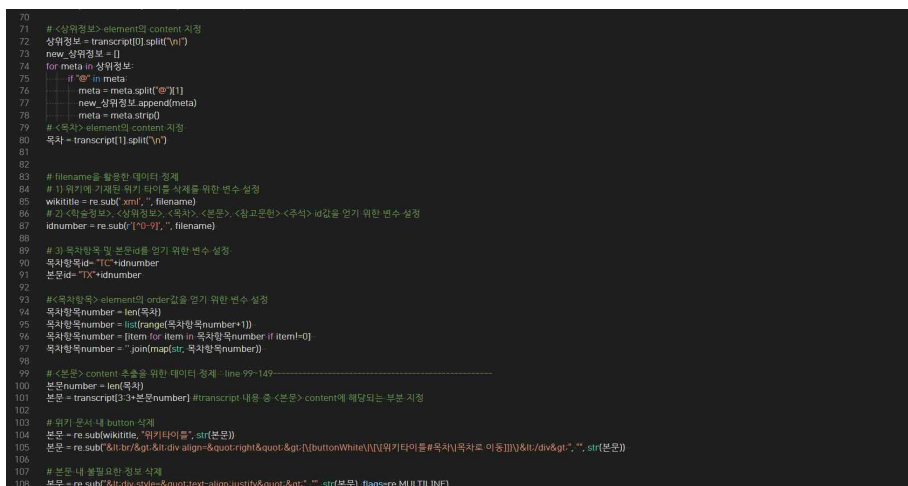 70
71 # <상위정보> element의 content 지정
72 상위정보 = transcript[0].split("\n|")
73 new_상위정보 = []
74 for meta in 상위정보:
75 if "@" in meta:
76 meta = meta.split("@")[1]
77 new_상위정보.append(meta)
78 meta = meta.strip()
79 # <목차> element의 content 지정
80 목차 = transcript[1].split("\n")
81
82
83 # filename을 활용한 데이터 정제
84 # 1) 위키에 기재된 위키 타이틀 삭제를 위한 변수 설정
85 wikititle = re.sub('.xml', '', filename)
86 # 2) <학술정보>, <상위정보>, <목차>, <본문>, <참고문헌> <주석> id값을 얻기 위한 변수 설정
87 idnumber = re.sub(r'[^0-9]', '', filename)
88
89 # 3) 목차항목 및 본문id를 얻기 위한 변수 설정
90 목차항목id= "TC"+idnumber
91 본문id= "TX"+idnumber
92
93 #<목차항목> element의 order값을 얻기 위한 변수 설정
94 목차항목number = len(목차)
95 목차항목number = list(range(목차항목number+1))
96 목차항목number = [item for item in 목차항목number if item!=0]
97 목차항목number = ''.join(map(str, 목차항목number))
98
99 # <본문> content 추출을 위한 데이터 정제 : line 99~149----------------------------------------------------
100 본문number = len(목차)
101 본문 = transcript[3:3+본문number] #transcript 내용 중 <본문> content에 해당되는 부분 지정
102
103 # 위키 문서 내 button 삭제
104 본문 = re.sub(wikititle, "위키타이틀", str(본문))
105 본문 = re.sub("&lt;br/&gt;&lt;div align=&quot;right&quot;&gt;\{\{buttonWhite\|\[\[위키타이틀#목차\|목차로 이동]]\}\}&lt;/div&gt;", "", str(본문))
106
107 # 본문 내 불필요한 정보 삭제
108 본문 = re.sub("&lt;div style=&quot;text-align:justify&quot;&gt;", "", str(본문), flags=re.MULTILINE)